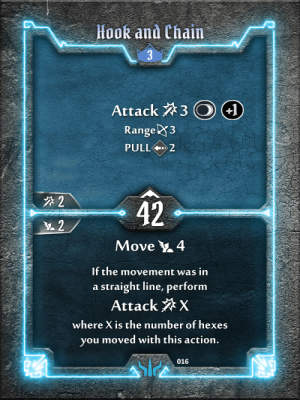 Hook and Chain
3
Attack 3 +1
Range 3
PULL 2
2
42
2
Move 4
If the movement was in
a straight line, perform
Attack X
where X is the number of hexes
you moved with this action.
016